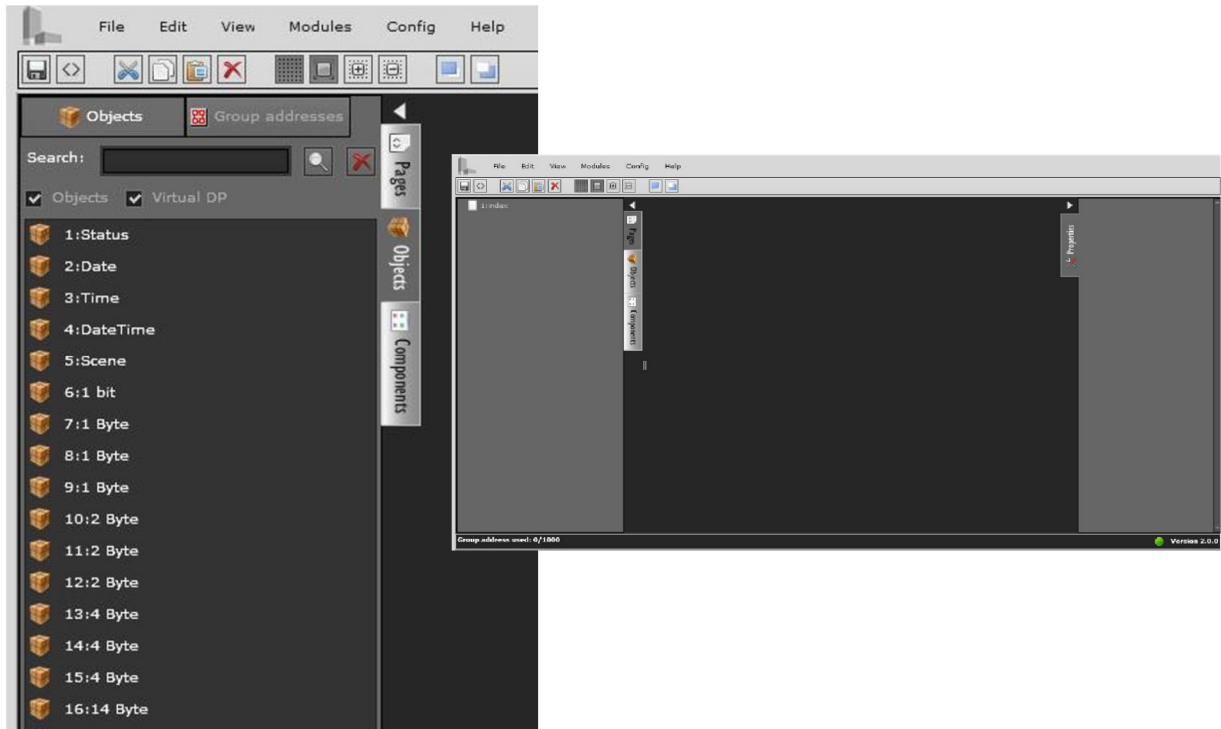 File Edit View Modules Config Help
Objects Group addresses
Search:
Objects Virtual DP
1:Status
2:Date
3:Time
4:DateTime
5:Scene
6:1 bit
7:1 Byte
8:1 Byte
9:1 Byte
10:2 Byte
11:2 Byte
12:2 Byte
13:4 Byte
14:4 Byte
15:4 Byte
16:14 Byte
Pages
Objects
Components
File Edit View Modules Config Help
1:index
Pages
Objects
Components
Properties
Group address used: 0/1000
Version 2.0.0